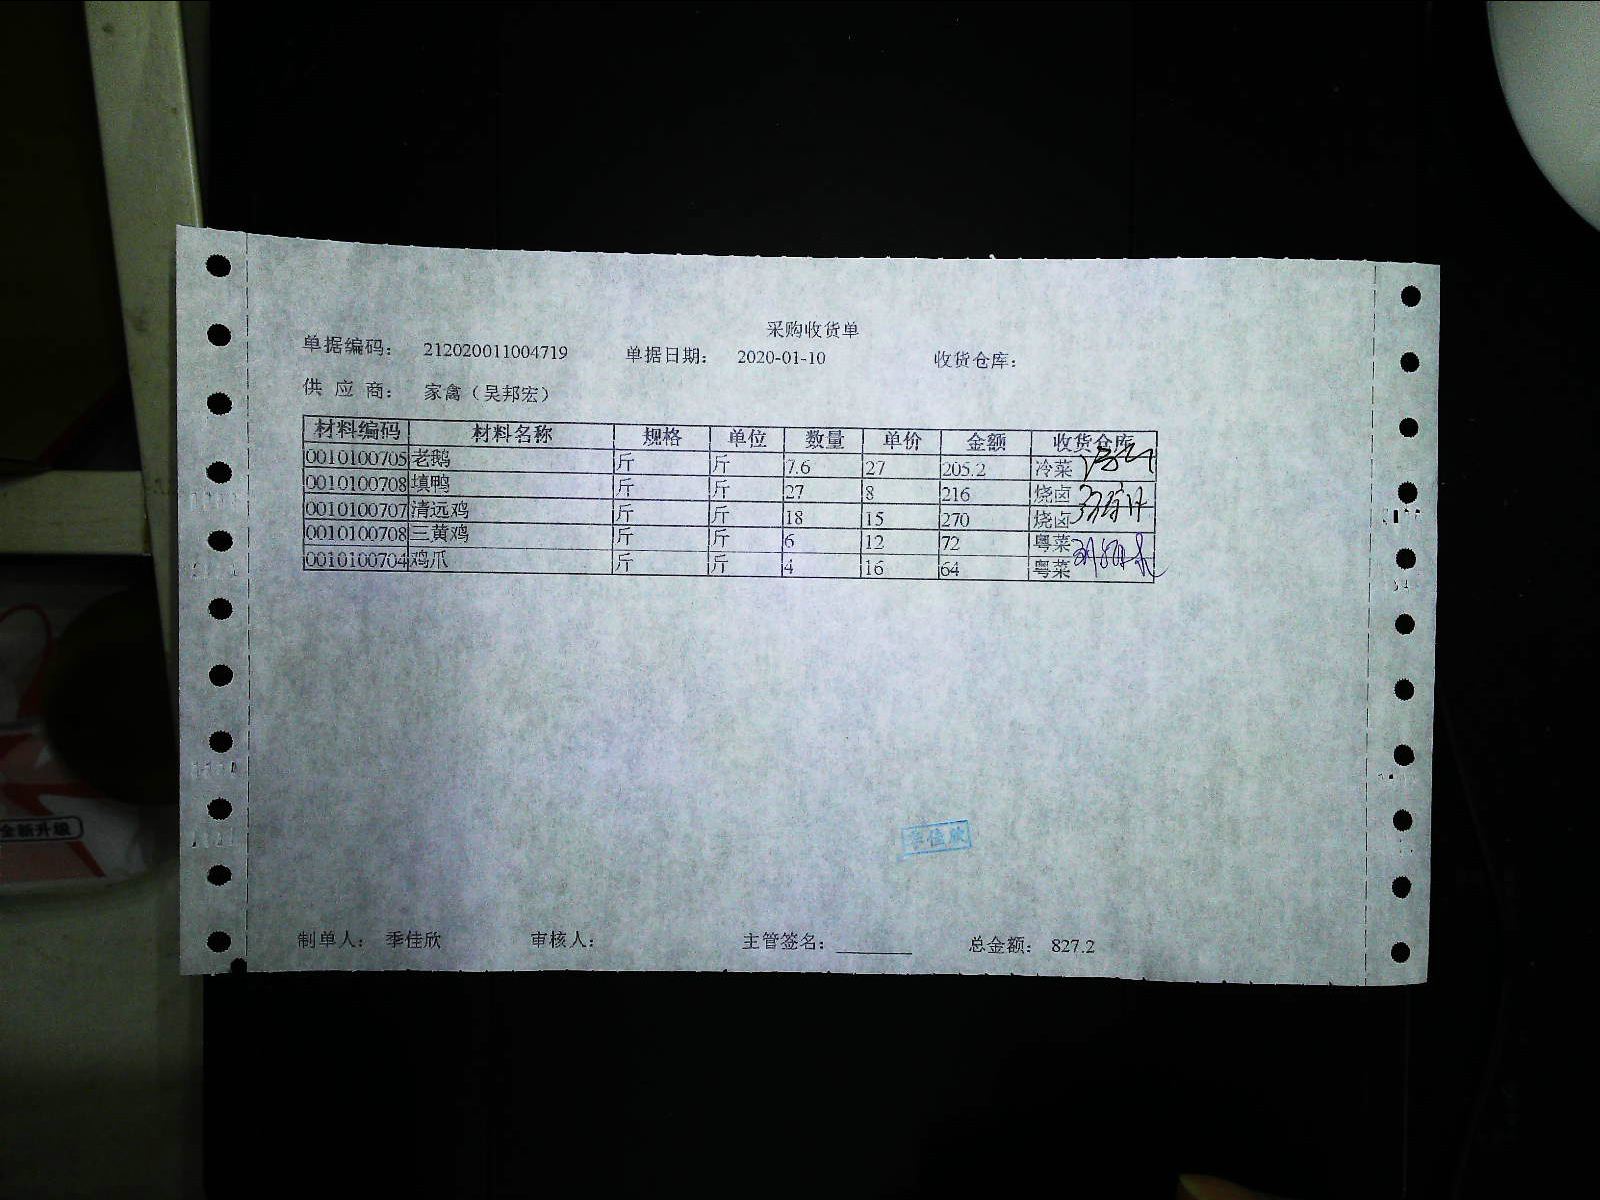 采购收货单
单据编码： 212020011004719 单据日期： 2020-01-10 收货仓库：
供 应 商： 家禽（吴邦宏）
材料编码 材料名称 规格 单位 数量 单价 金额 收货仓库
0010100705 老鹅 斤 斤 7.6 27 205.2 冷菜
0010100708 填鸭 斤 斤 27 8 216 烧卤
0010100707 清远鸡 斤 斤 18 15 270 烧卤
0010100708 三黄鸡 斤 斤 6 12 72 粤菜
0010100704 鸡爪 斤 斤 4 16 64 粤菜
季佳欣
制单人： 季佳欣 审核人： 主管签名： 总金额： 827.2
全新升级